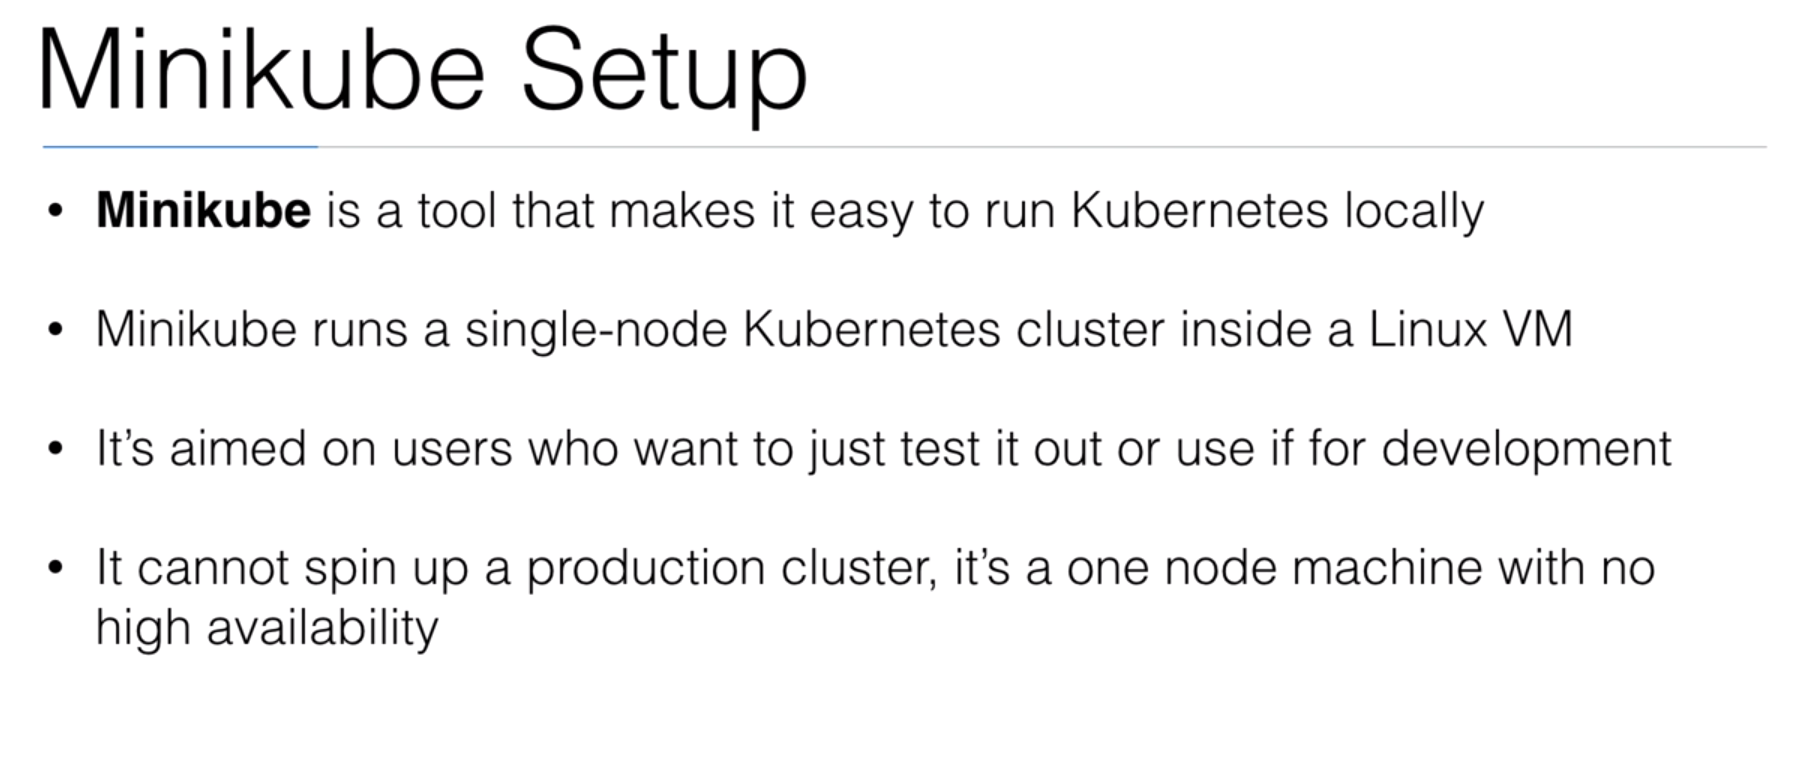 Minikube Setup
• Minikube is a tool that makes it easy to run Kubernetes locally
• Minikube runs a single-node Kubernetes cluster inside a Linux VM
• It’s aimed on users who want to just test it out or use if for development
• It cannot spin up a production cluster, it’s a one node machine with no
high availability